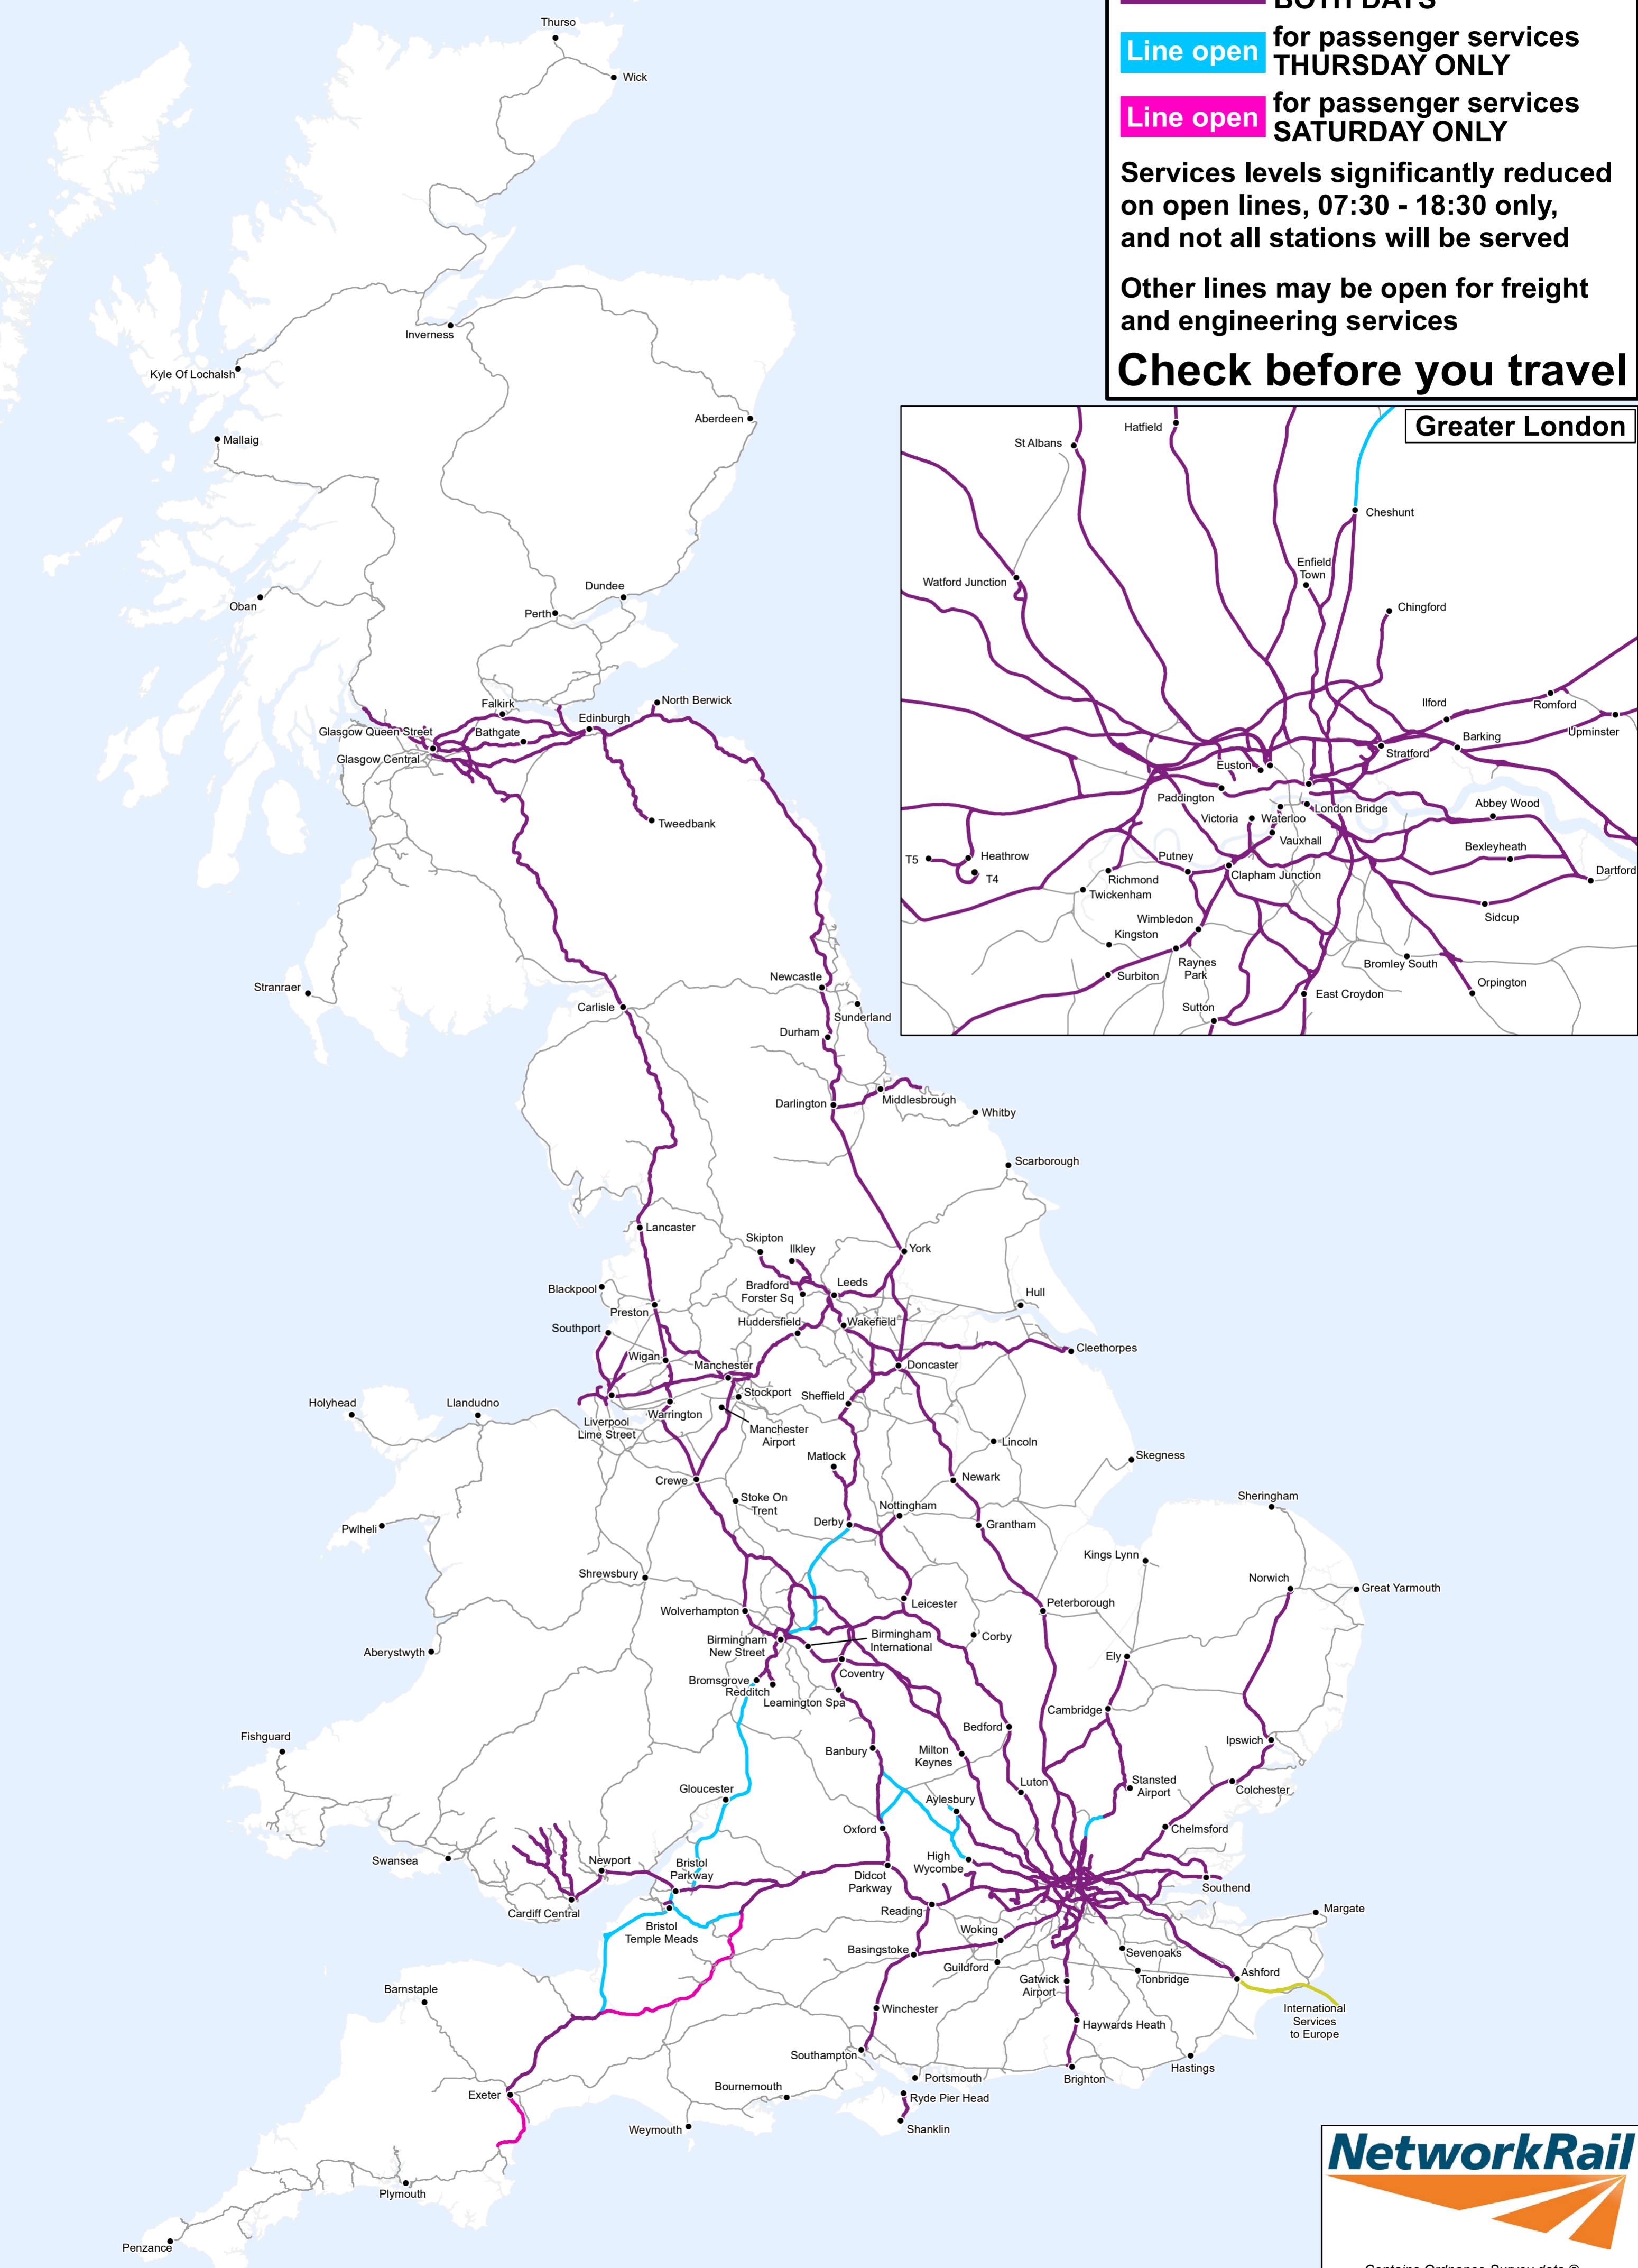 BOTH DAYS
Line open for passenger services
THURSDAY ONLY
Line open for passenger services
SATURDAY ONLY
Services levels significantly reduced
on open lines, 07:30 - 18:30 only,
and not all stations will be served
Other lines may be open for freight
and engineering services
Check before you travel
Greater London
St Albans
Hatfield
Cheshunt
Watford Junction
Enfield
Town
Chingford
Ilford
Romford
Upminster
Barking
Stratford
Euston
Paddington
London Bridge
Abbey Wood
Victoria
Waterloo
Vauxhall
Bexleyheath
T5
Heathrow
T4
Putney
Richmond
Clapham Junction
Dartford
Twickenham
Sidcup
Wimbledon
Kingston
Raynes
Park
Surbiton
Bromley South
Orpington
Sutton
East Croydon
Thurso
Wick
Inverness
Kyle Of Lochalsh
Aberdeen
Mallaig
Dundee
Oban
Perth
North Berwick
Falkirk
Edinburgh
Glasgow Queen Street
Bathgate
Glasgow Central
Tweedbank
Newcastle
Stranraer
Carlisle
Sunderland
Durham
Darlington
Middlesbrough
Whitby
Scarborough
Lancaster
Skipton
Ilkley
York
Blackpool
Bradford
Forster Sq
Leeds
Hull
Preston
Southport
Huddersfield
Wakefield
Cleethorpes
Wigan
Manchester
Doncaster
Stockport
Sheffield
Holyhead
Llandudno
Liverpool
Lime Street
Warrington
Manchester
Airport
Lincoln
Matlock
Skegness
Crewe
Newark
Stoke On
Trent
Nottingham
Sheringham
Pwlheli
Derby
Grantham
Kings Lynn
Shrewsbury
Norwich
Great Yarmouth
Wolverhampton
Leicester
Peterborough
Birmingham
New Street
Birmingham
International
Corby
Aberystwyth
Ely
Coventry
Bromsgrove
Redditch
Leamington Spa
Cambridge
Bedford
Fishguard
Banbury
Milton
Keynes
Ipswich
Gloucester
Luton
Stansted
Airport
Colchester
Aylesbury
Oxford
Chelmsford
Swansea
Newport
Bristol
Parkway
High
Wycombe
Didcot
Parkway
Southend
Cardiff Central
Reading
Margate
Bristol
Temple Meads
Woking
Basingstoke
Sevenoaks
Guildford
Tonbridge
Ashford
Barnstaple
Gatwick
Airport
Winchester
International
Services
to Europe
Haywards Heath
Southampton
Hastings
Exeter
Bournemouth
Portsmouth
Brighton
Ryde Pier Head
Weymouth
Shanklin
Plymouth
Penzance
NetworkRail
Contains Ordnance Survey data ©